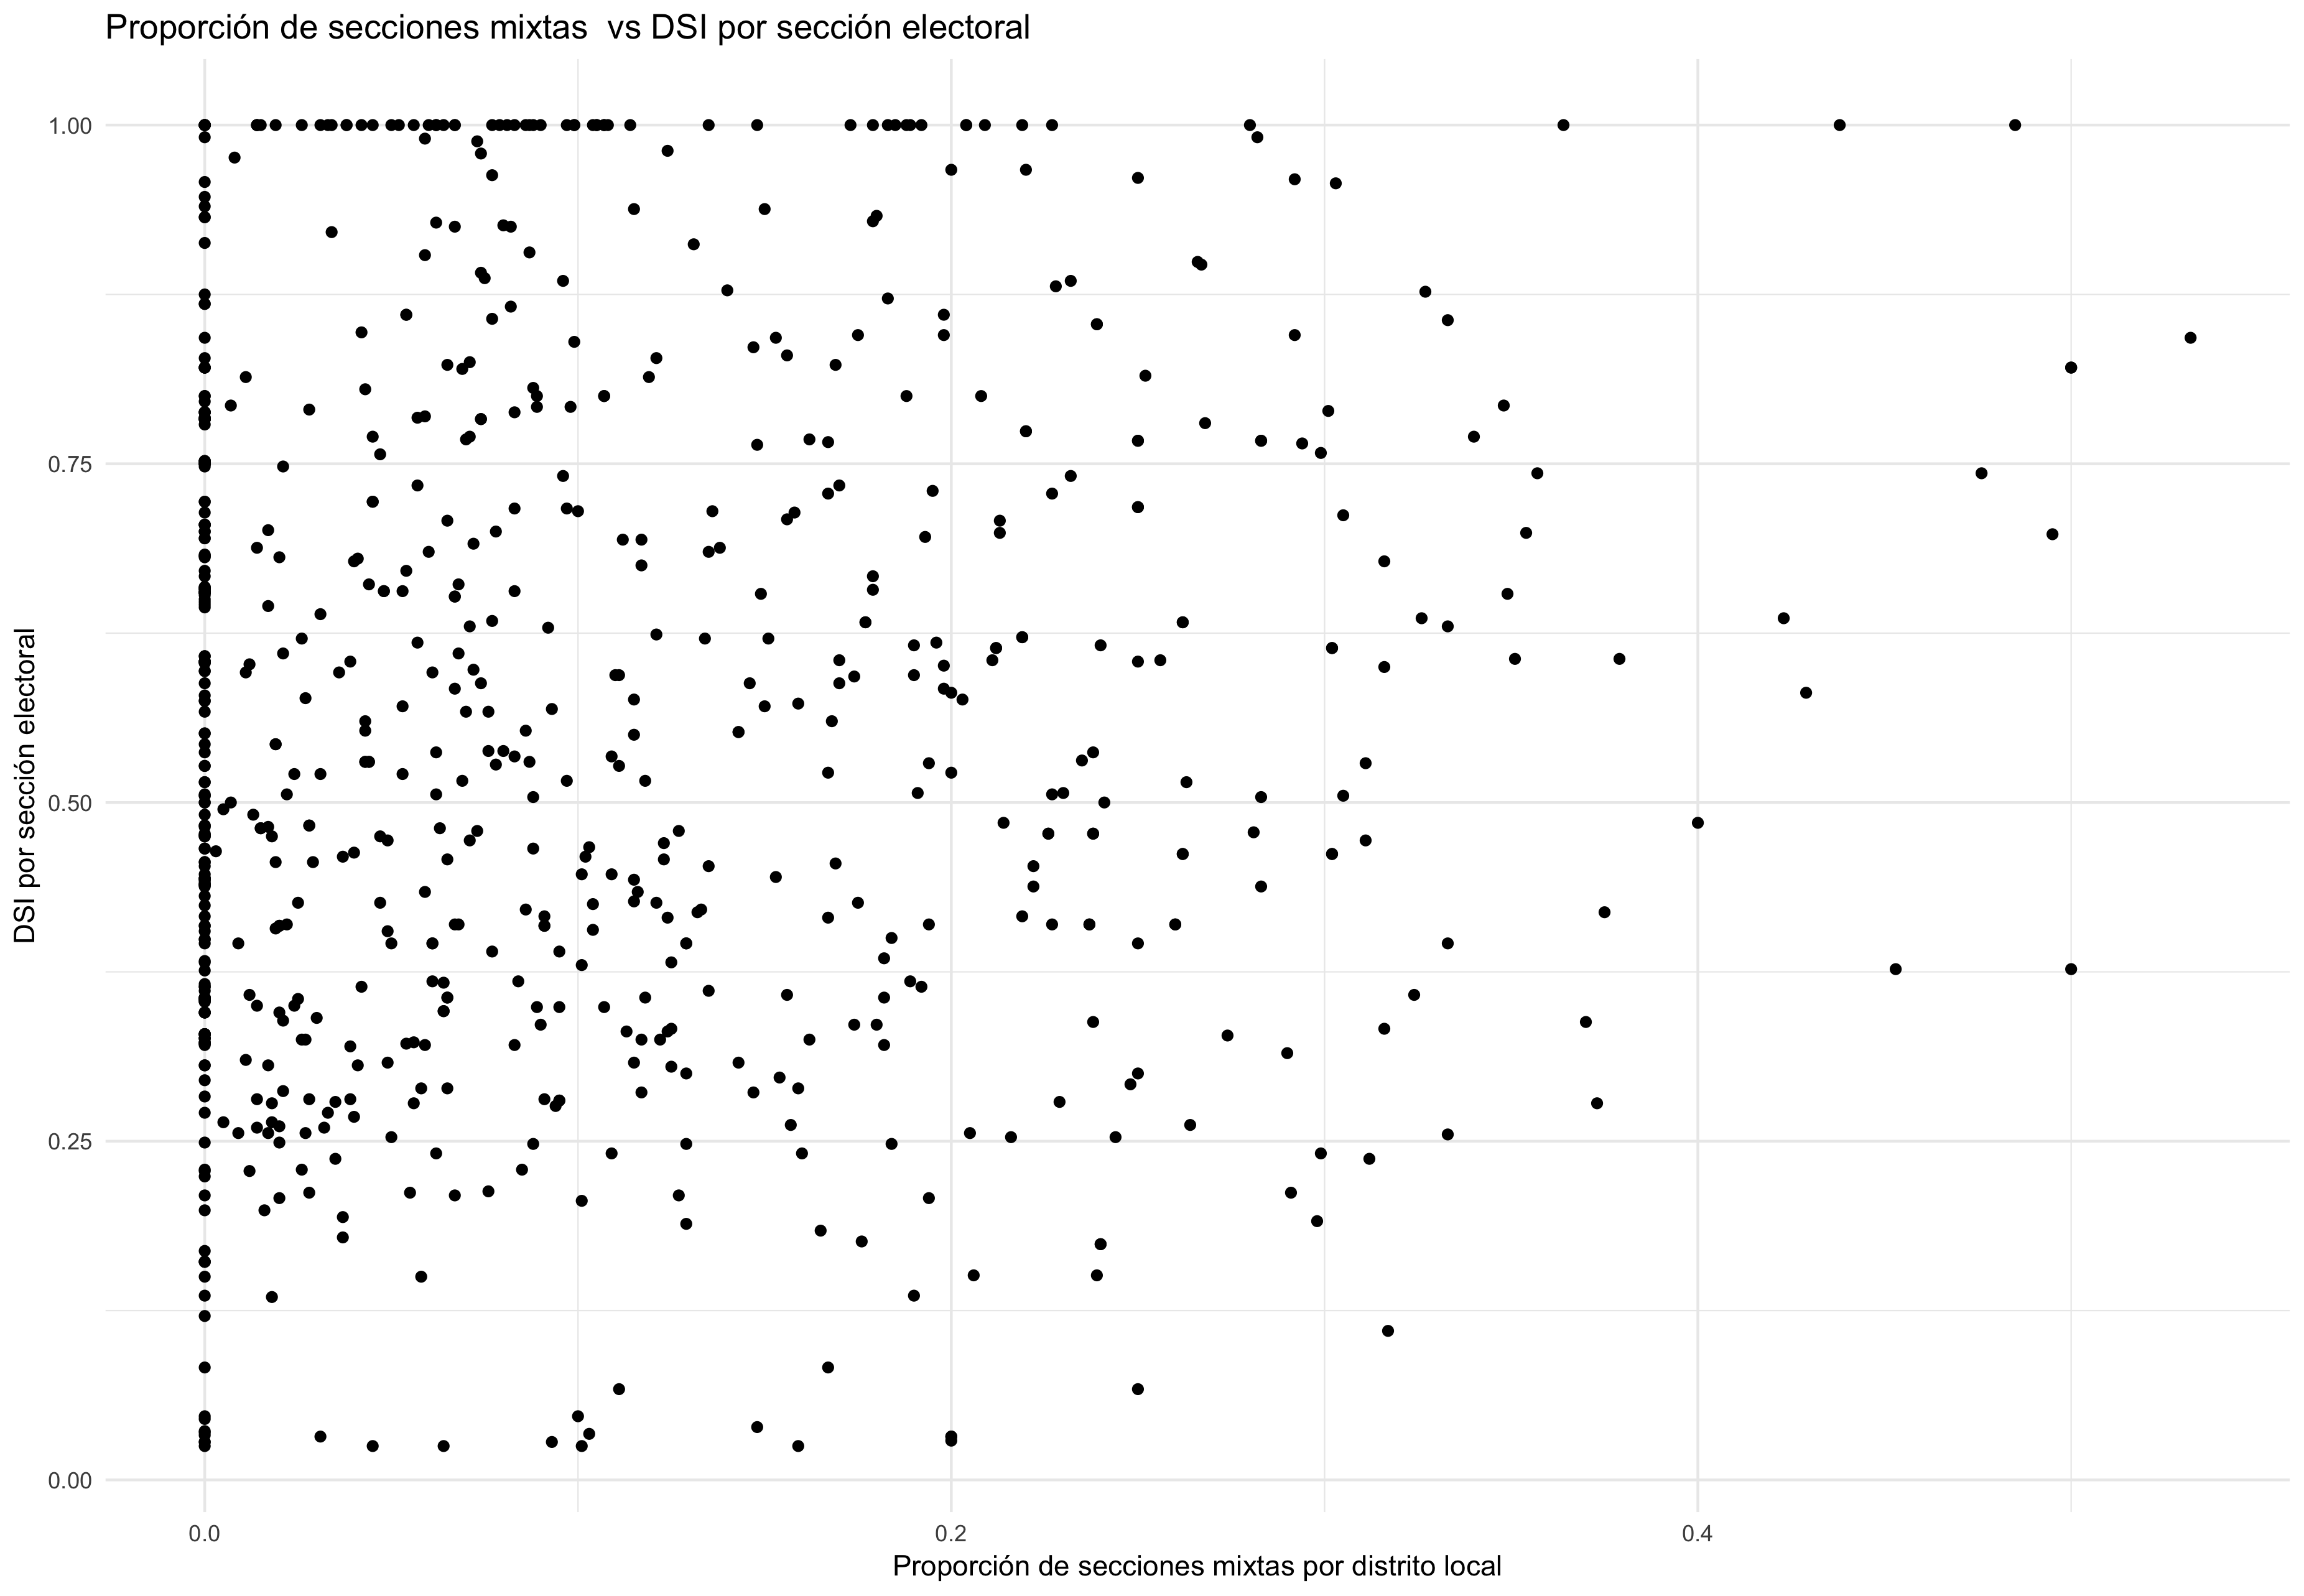 Proporción de secciones mixtas  vs DSI por sección electoral
1.00
0.75
0.50
0.25
0.00
DSI por sección electoral
0.0
0.2
0.4
Proporción de secciones mixtas por distrito local